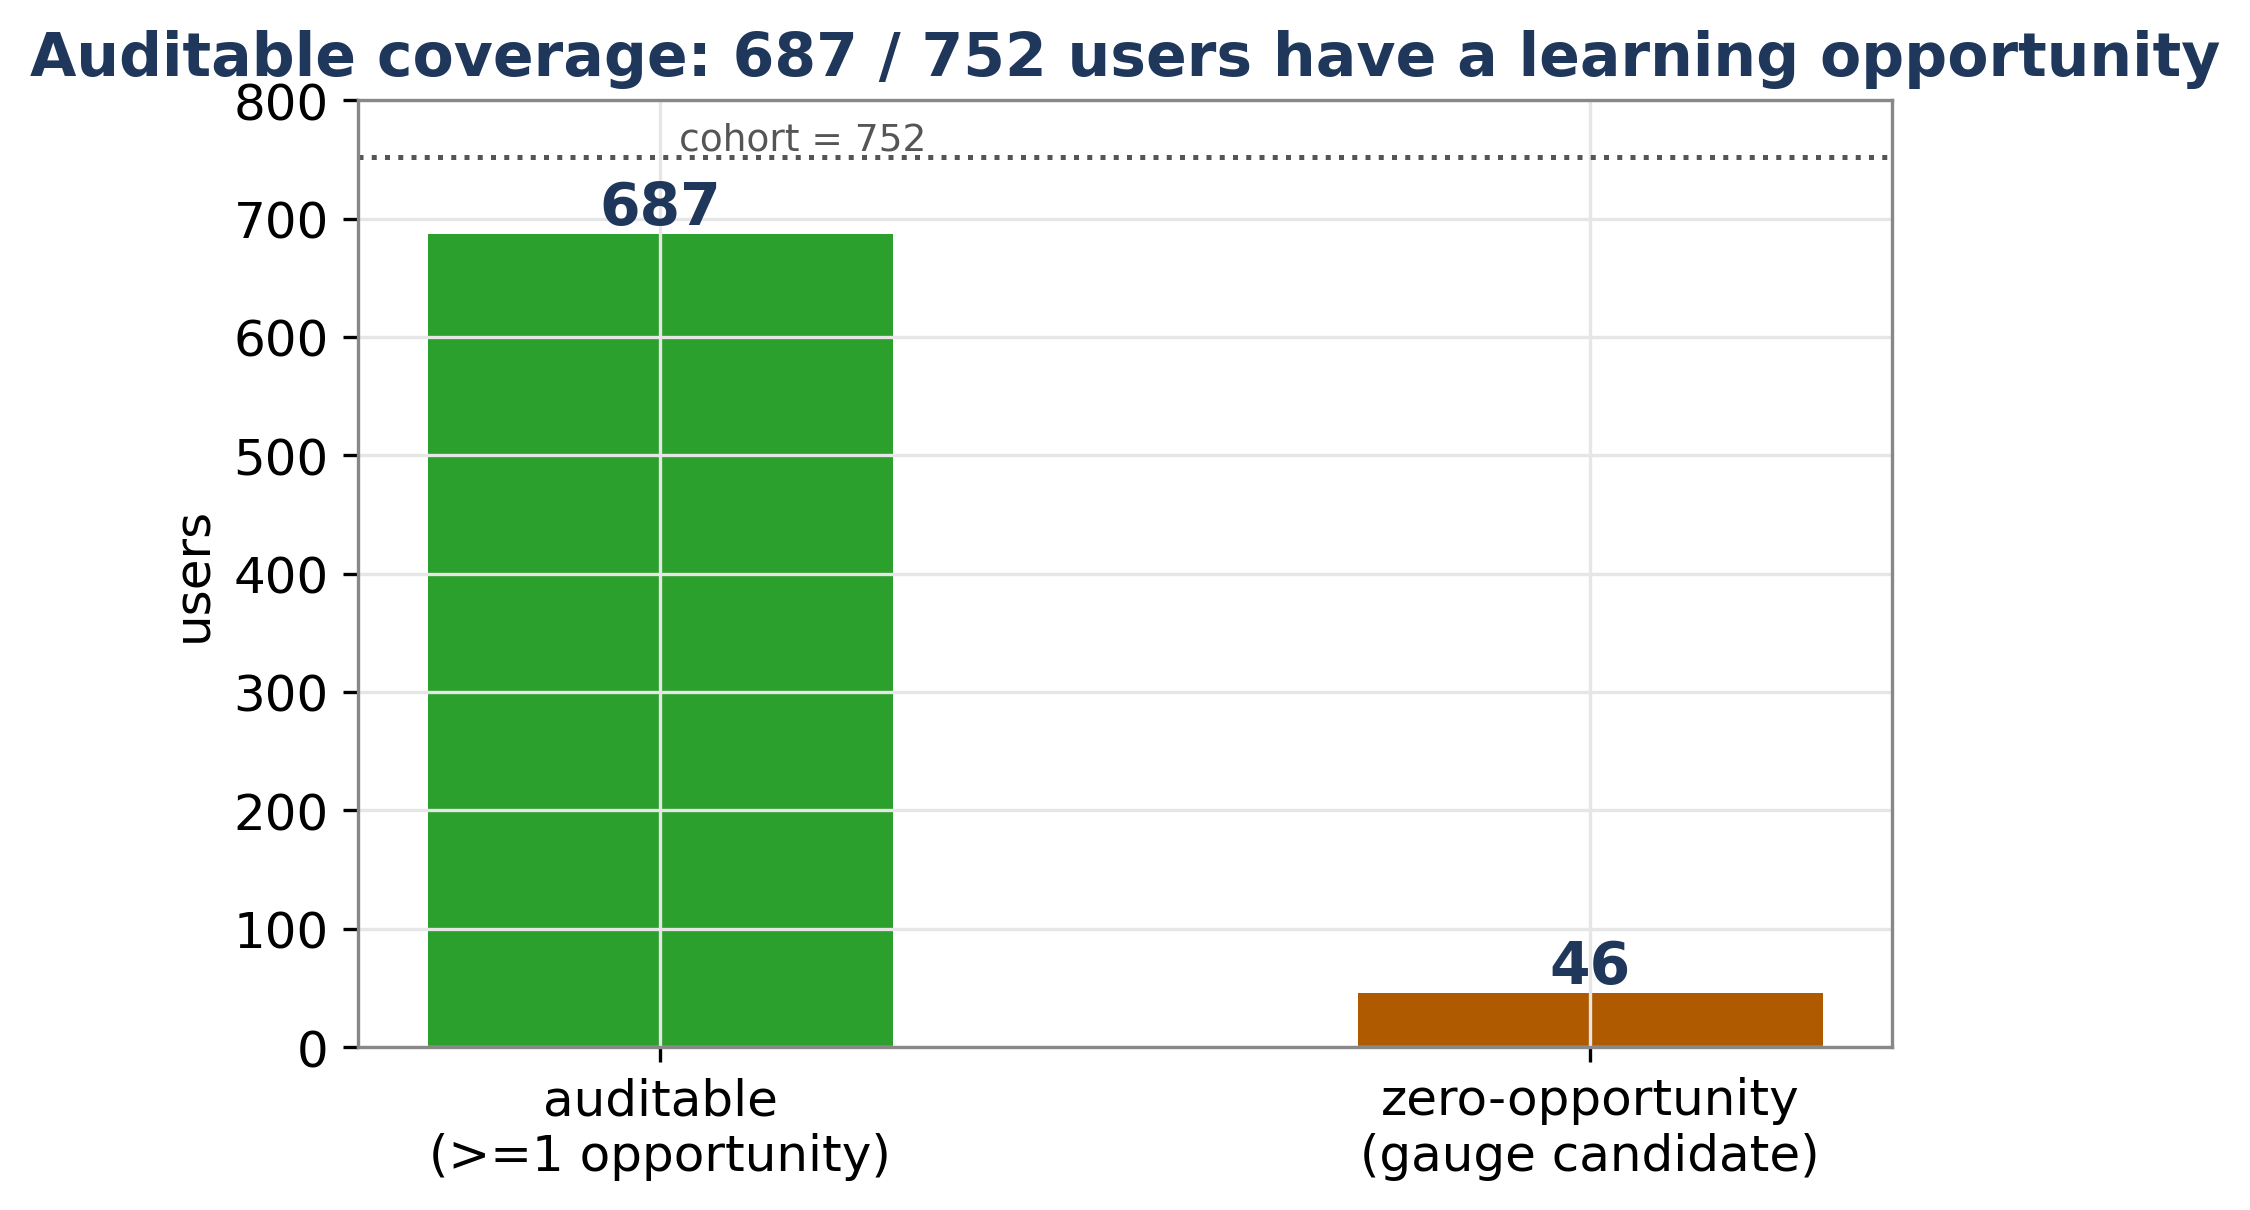 Auditable coverage: 687 / 752 users have a learning opportunity
800
cohort = 752
687
700
600
500
users
400
300
200
100
46
0
auditable
(>=1 opportunity)
zero-opportunity
(gauge candidate)